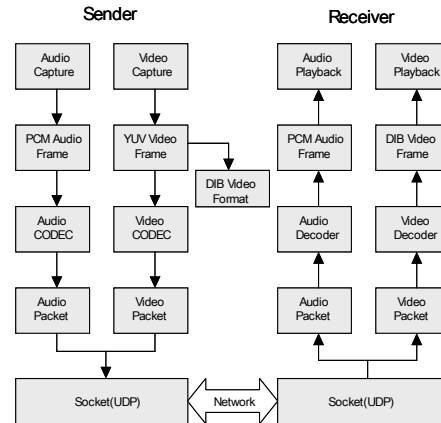 Sender
Receiver
Audio
Capture
Video
Capture
Audio
Playback
Video
Playback
PCM Audio
Frame
YUV Video
Frame
PCM Audio
Frame
DIB Video
Frame
DIB Video
Format
Audio
CODEC
Video
CODEC
Audio
Decoder
Video
Decoder
Audio
Packet
Video
Packet
Audio
Packet
Video
Packet
Socket(UDP)
Network
Socket(UDP)